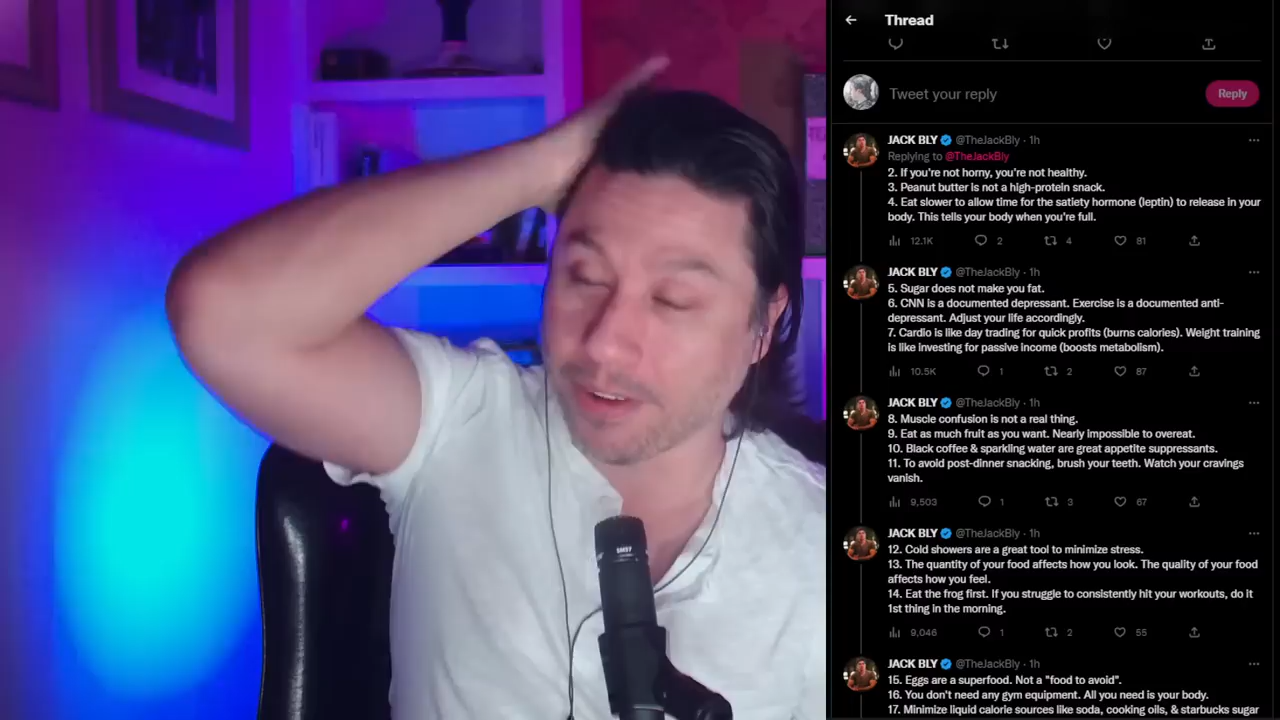 Thread
Tweet your reply
Reply
JACK BLY @TheJackBly · 1h
Replying to @TheJackBly
2. If you're not horny, you're not healthy.
3. Peanut butter is not a high-protein snack.
4. Eat slower to allow time for the satiety hormone (leptin) to release in your
body. This tells your body when you're full.
12.1K 2 4 81
JACK BLY @TheJackBly · 1h
5. Sugar does not make you fat.
6. CNN is a documented depressant. Exercise is a documented anti-
depressant. Adjust your life accordingly.
7. Cardio is like day trading for quick profits (burns calories). Weight training
is like investing for passive income (boosts metabolism).
10.5K 1 2 87
JACK BLY @TheJackBly · 1h
8. Muscle confusion is not a real thing.
9. Eat as much fruit as you want. Nearly impossible to overeat.
10. Black coffee & sparkling water are great appetite suppressants.
11. To avoid post-dinner snacking, brush your teeth. Watch your cravings
vanish.
9,503 1 3 67
JACK BLY @TheJackBly · 1h
12. Cold showers are a great tool to minimize stress.
13. The quantity of your food affects how you look. The quality of your food
affects how you feel.
14. Eat the frog first. If you struggle to consistently hit your workouts, do it
1st thing in the morning.
9,046 1 2 55
JACK BLY @TheJackBly · 1h
15. Eggs are a superfood. Not a "food to avoid".
16. You don't need any gym equipment. All you need is your body.
17. Minimize liquid calorie sources like soda, cooking oils, & starbucks sugar